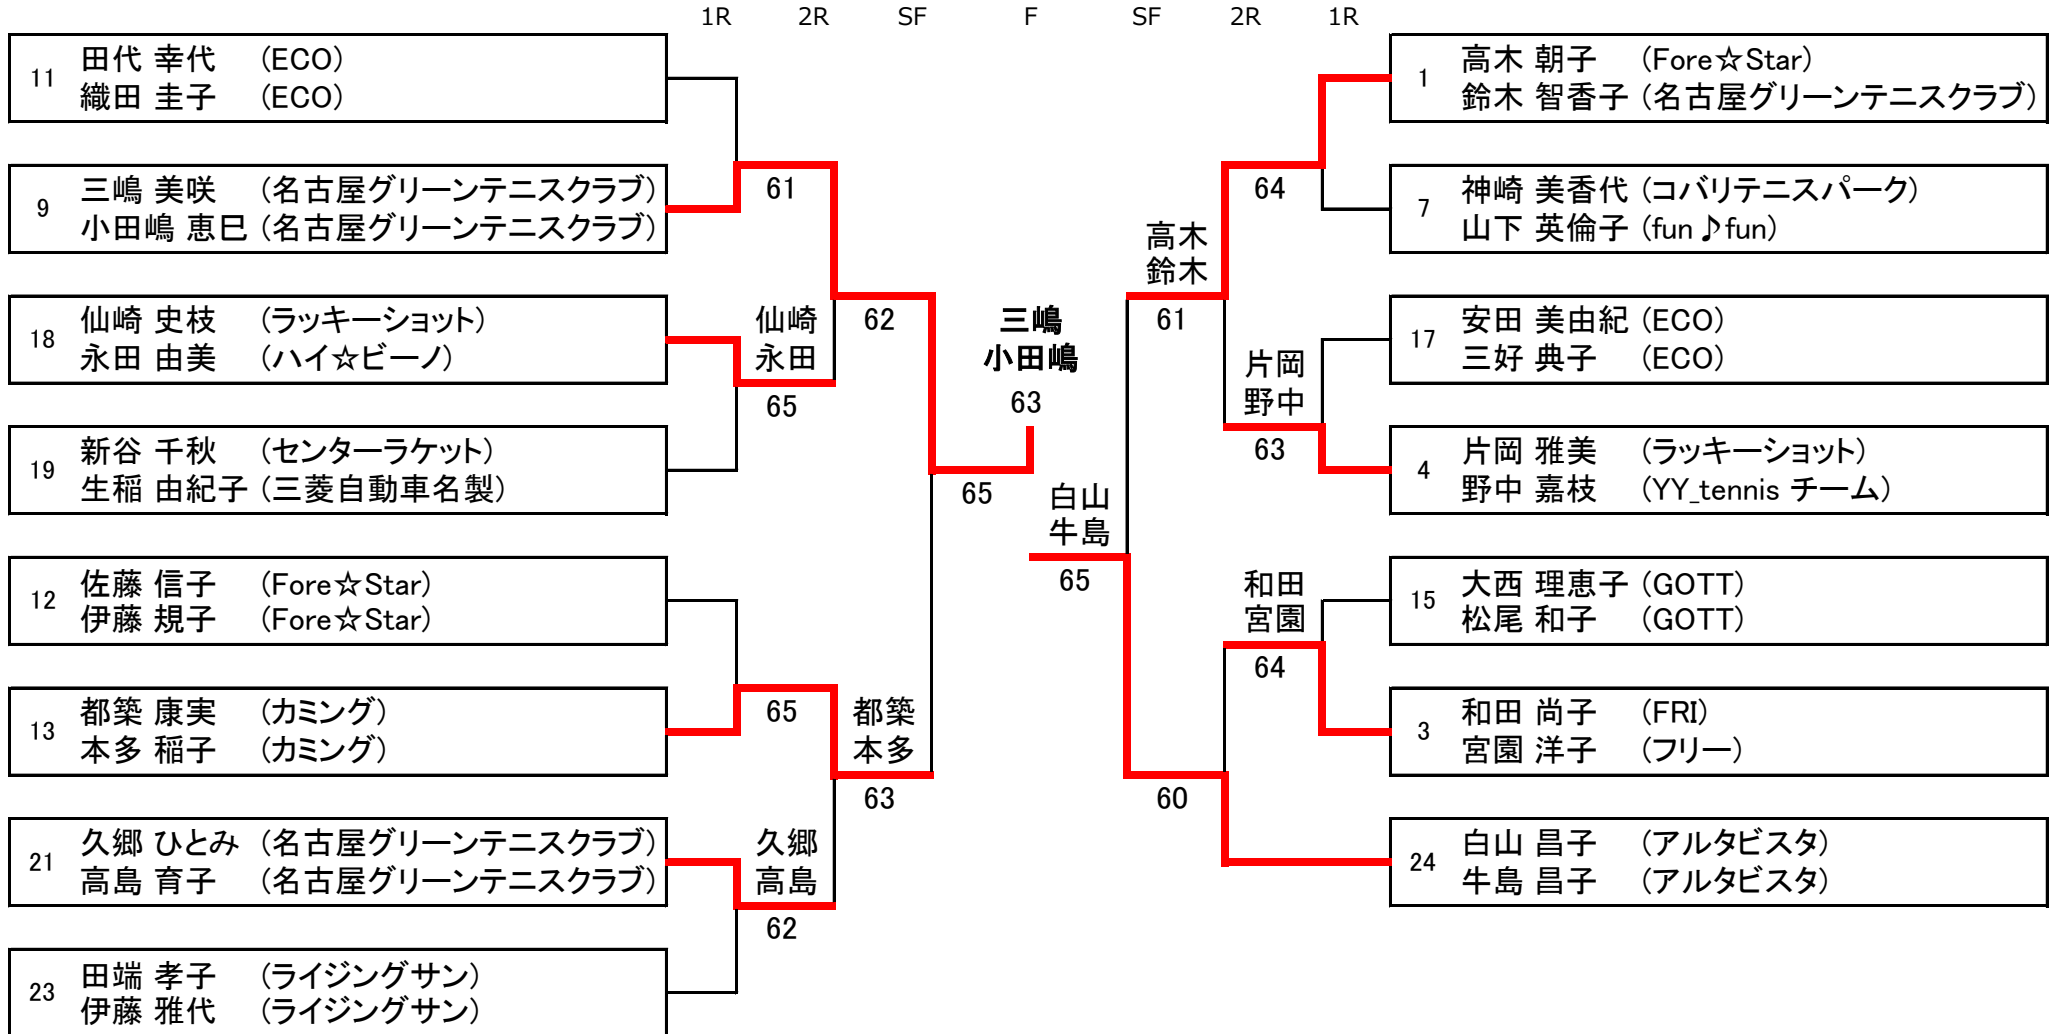 1R 2R SF F SF 2R 1R
11 田代 幸代 (ECO)
織田 圭子 (ECO)
9 三嶋 美咲 (名古屋グリーンテニスクラブ)
小田嶋 恵巳 (名古屋グリーンテニスクラブ)
18 仙崎 史枝 (ラッキーショット)
永田 由美 (ハイ☆ビーノ)
19 新谷 千秋 (センターラケット)
生稲 由紀子 (三菱自動車名製)
12 佐藤 信子 (Fore☆Star)
伊藤 規子 (Fore☆Star)
13 都築 康実 (カミング)
本多 稲子 (カミング)
21 久郷 ひとみ (名古屋グリーンテニスクラブ)
高島 育子 (名古屋グリーンテニスクラブ)
23 田端 孝子 (ライジングサン)
伊藤 雅代 (ライジングサン)
61
仙崎
永田
65
65
久郷
高島
62
62
都築
本多
63
65
三嶋
小田嶋
63
白山
牛島
65
高木
鈴木
61
60
64
片岡
野中
63
和田
宮園
64
1 高木 朝子 (Fore☆Star)
鈴木 智香子 (名古屋グリーンテニスクラブ)
7 神崎 美香代 (コバリテニスパーク)
山下 英倫子 (fun♪fun)
17 安田 美由紀 (ECO)
三好 典子 (ECO)
4 片岡 雅美 (ラッキーショット)
野中 嘉枝 (YY_tennis チーム)
15 大西 理恵子 (GOTT)
松尾 和子 (GOTT)
3 和田 尚子 (FRI)
宮園 洋子 (フリー)
24 白山 昌子 (アルタビスタ)
牛島 昌子 (アルタビスタ)